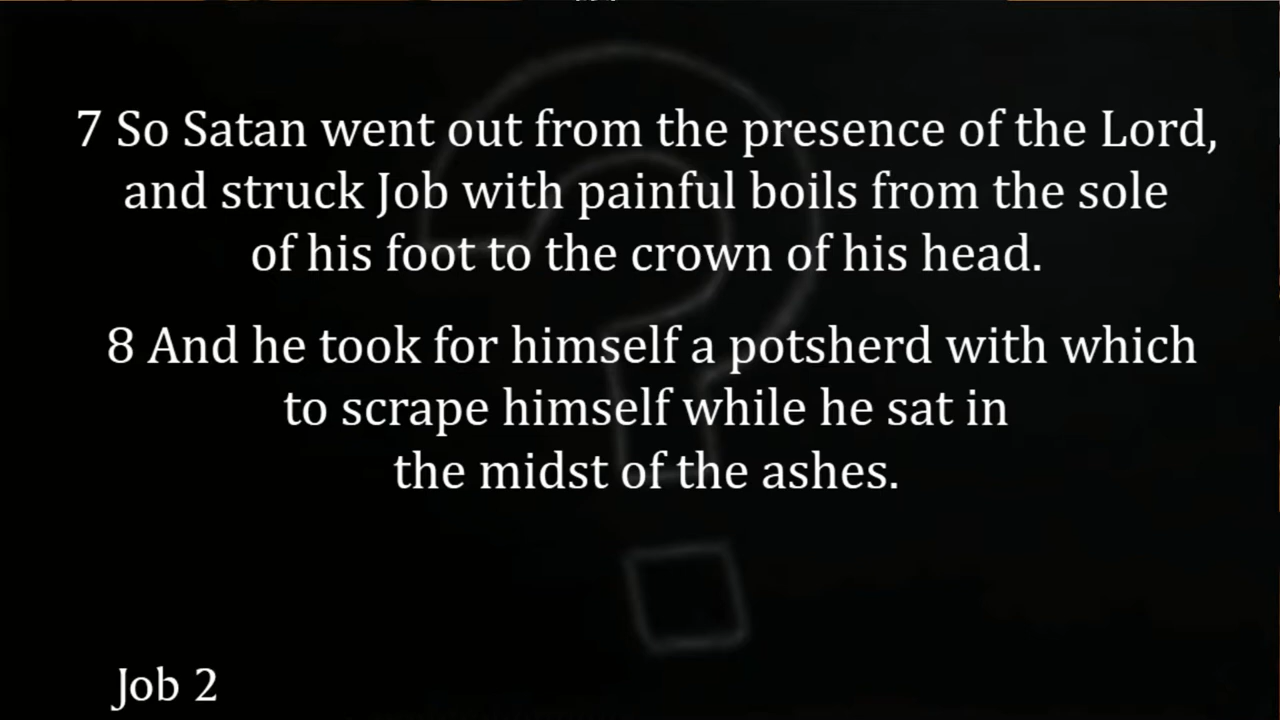 7 So Satan went out from the presence of the Lord,
and struck Job with painful boils from the sole
of his foot to the crown of his head.
8 And he took for himself a potsherd with which
to scrape himself while he sat in
the midst of the ashes.
Job 2